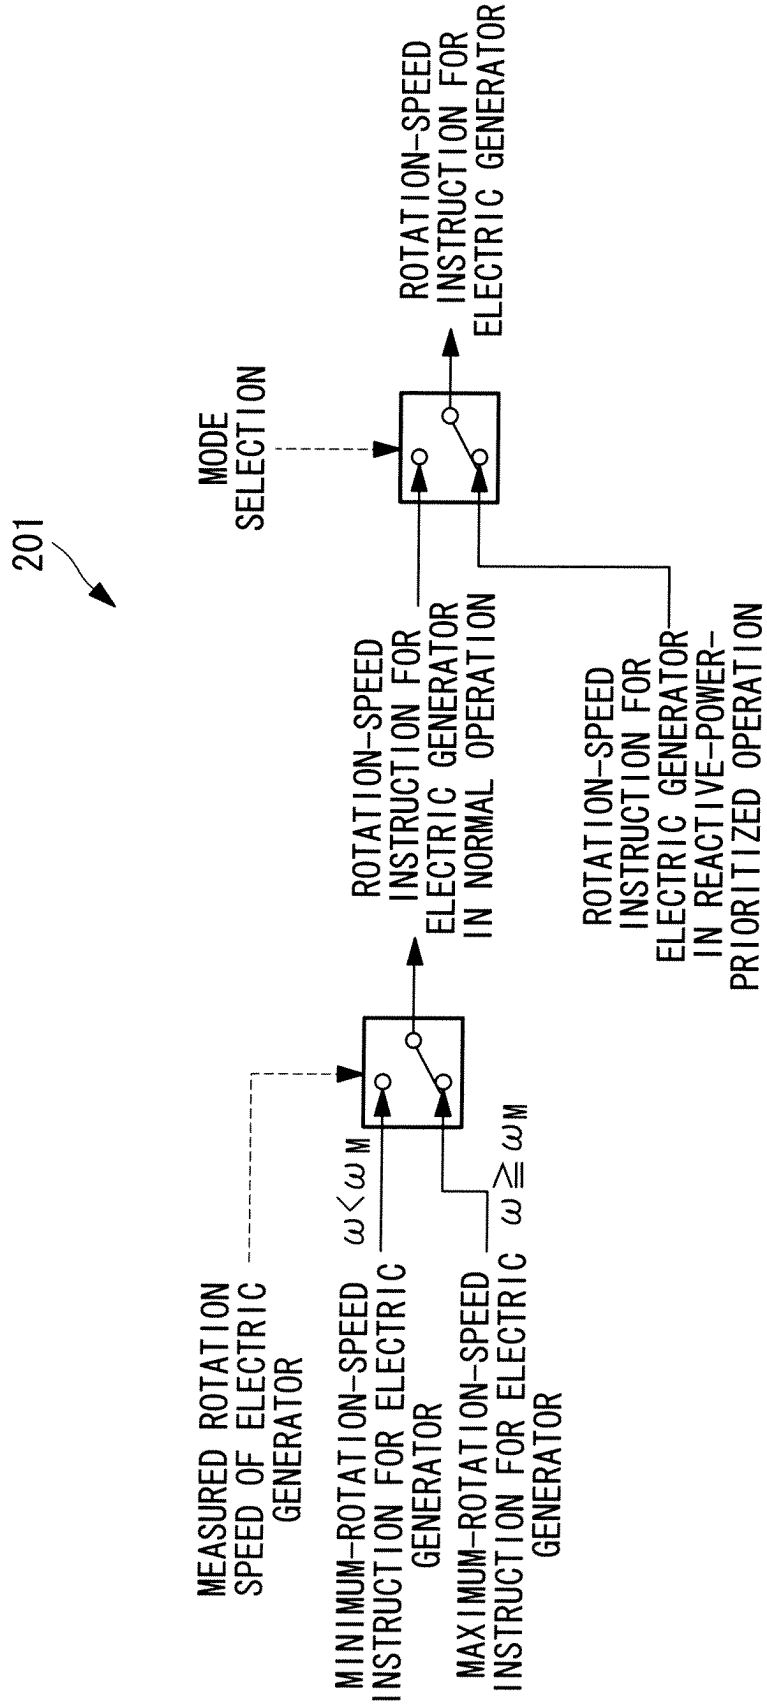 201
MEASURED ROTATION
SPEED OF ELECTRIC
GENERATOR
MINIMUM-ROTATION-SPEED
INSTRUCTION FOR ELECTRIC
GENERATOR
ω<ωM
MAXIMUM-ROTATION-SPEED
INSTRUCTION FOR ELECTRIC
GENERATOR
ω≧ωM
ROTATION-SPEED
INSTRUCTION FOR
ELECTRIC GENERATOR
IN NORMAL OPERATION
ROTATION-SPEED
INSTRUCTION FOR
ELECTRIC GENERATOR
IN REACTIVE-POWER-
PRIORITIZED OPERATION
MODE
SELECTION
ROTATION-SPEED
INSTRUCTION FOR
ELECTRIC GENERATOR